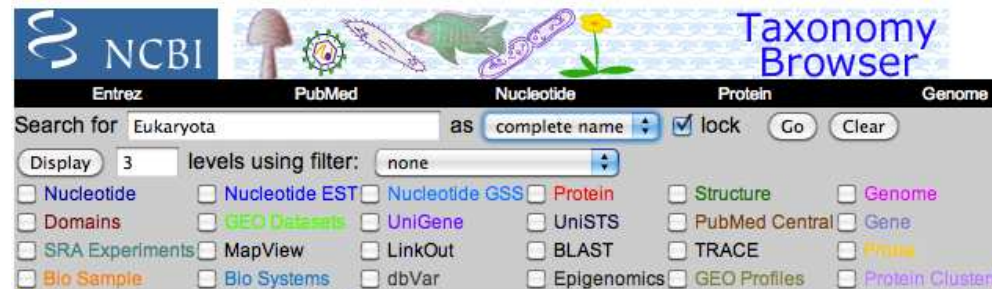 NCBI Taxonomy
Browser
Entrez PubMed Nucleotide Protein Genome
Search for Eukaryota as complete name lock Go Clear
Display 3 levels using filter: none
Nucleotide Nucleotide EST Nucleotide GSS Protein Structure Genome
Domains GEO Datasets UniGene UniSTS PubMed Central Gene
SRA Experiments MapView LinkOut BLAST TRACE Probe
Bio Sample Bio Systems dbVar Epigenomics GEO Profiles Protein Cluster